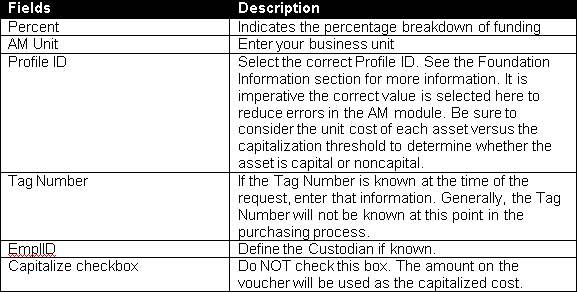 Fields Description
Percent Indicates the percentage breakdown of funding
AM Unit Enter your business unit
Profile ID Select the correct Profile ID. See the Foundation
Information section for more information. It is
imperative the correct value is selected here to
reduce errors in the AM module. Be sure to
consider the unit cost of each asset versus the
capitalization threshold to determine whether the
asset is capital or noncapital.
Tag Number If the Tag Number is known at the time of the
request, enter that information. Generally, the Tag
Number will not be known at this point in the
purchasing process.
EmplID Define the Custodian if known.
Capitalize checkbox Do NOT check this box. The amount on the
voucher will be used as the capitalized cost.